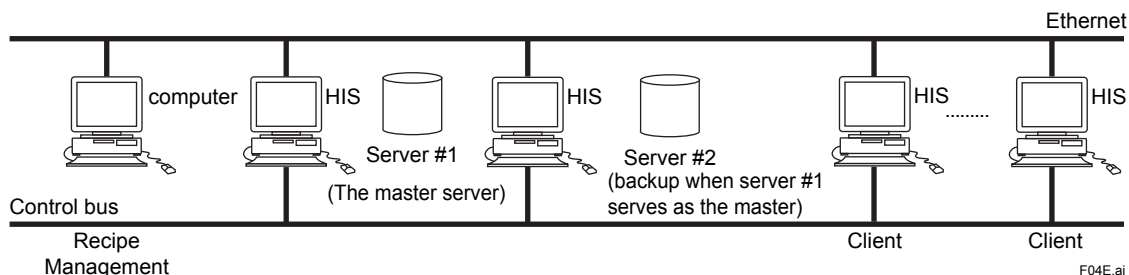 Ethernet
computer
HIS
HIS
HIS
.........
HIS
Server #1
(The master server)
Server #2
(backup when server #1
serves as the master)
Control bus
Recipe
Management
Client
Client
F04E.ai